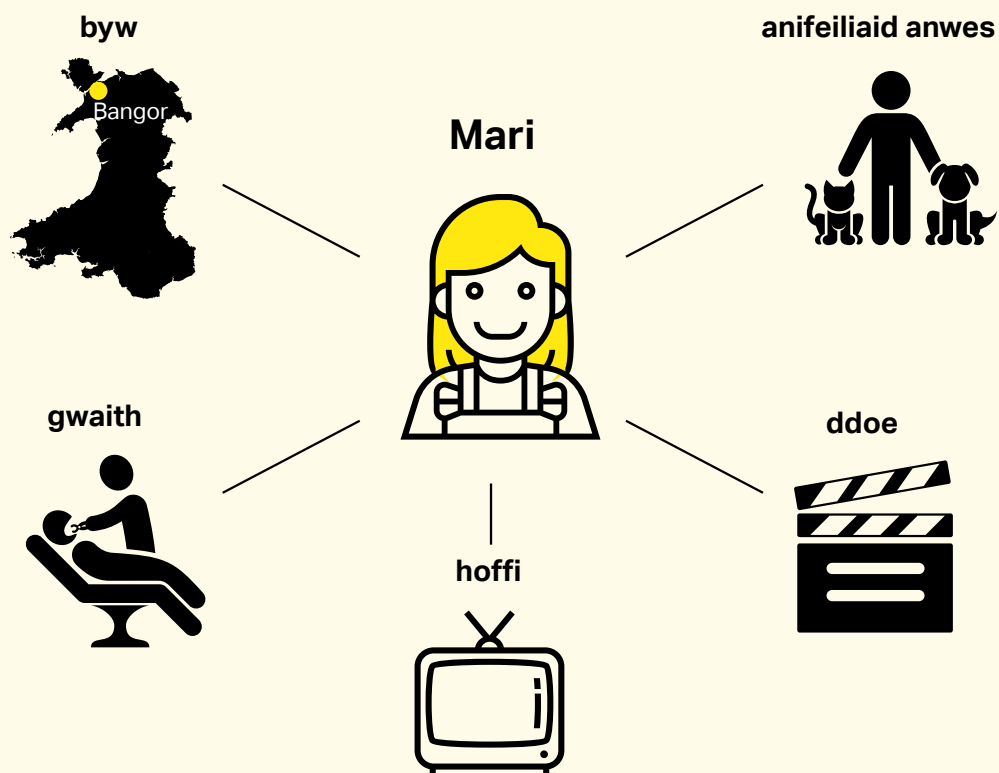 byw
anifeiliaid anwes
Bangor
Mari
gwaith
ddoe
hoffi